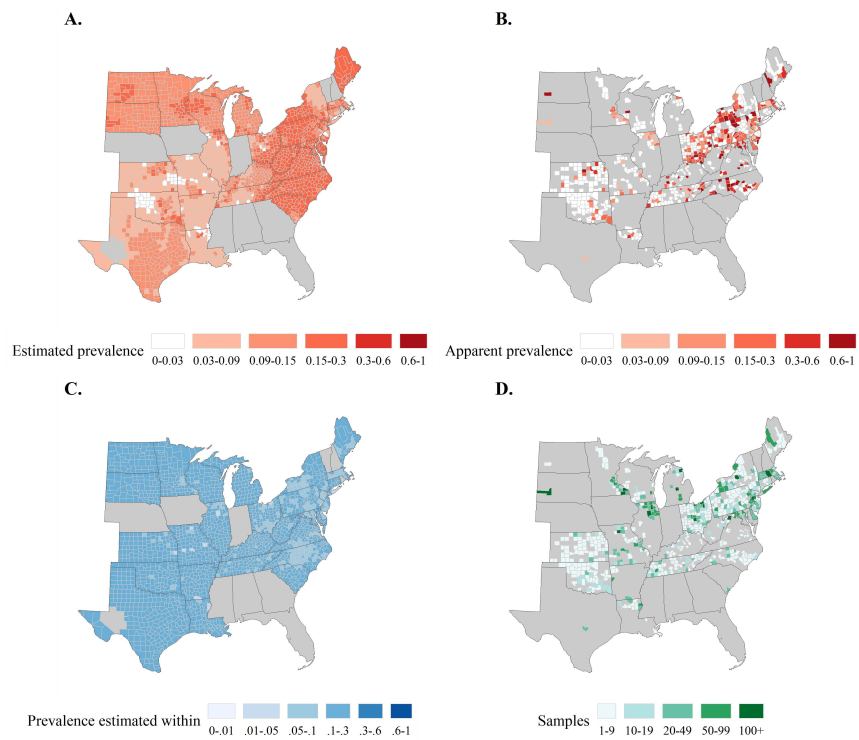 A. B.
Estimated prevalence Apparent prevalence
0-0.03 0.03-0.09 0.09-0.15 0.15-0.3 0.3-0.6 0.6-1 0-0.03 0.03-0.09 0.09-0.15 0.15-0.3 0.3-0.6 0.6-1
C. D.
Prevalence estimated within Samples
0-.01 .01-.05 .05-.1 .1-.3 .3-.6 .6-1 1-9 10-19 20-49 50-99 100+